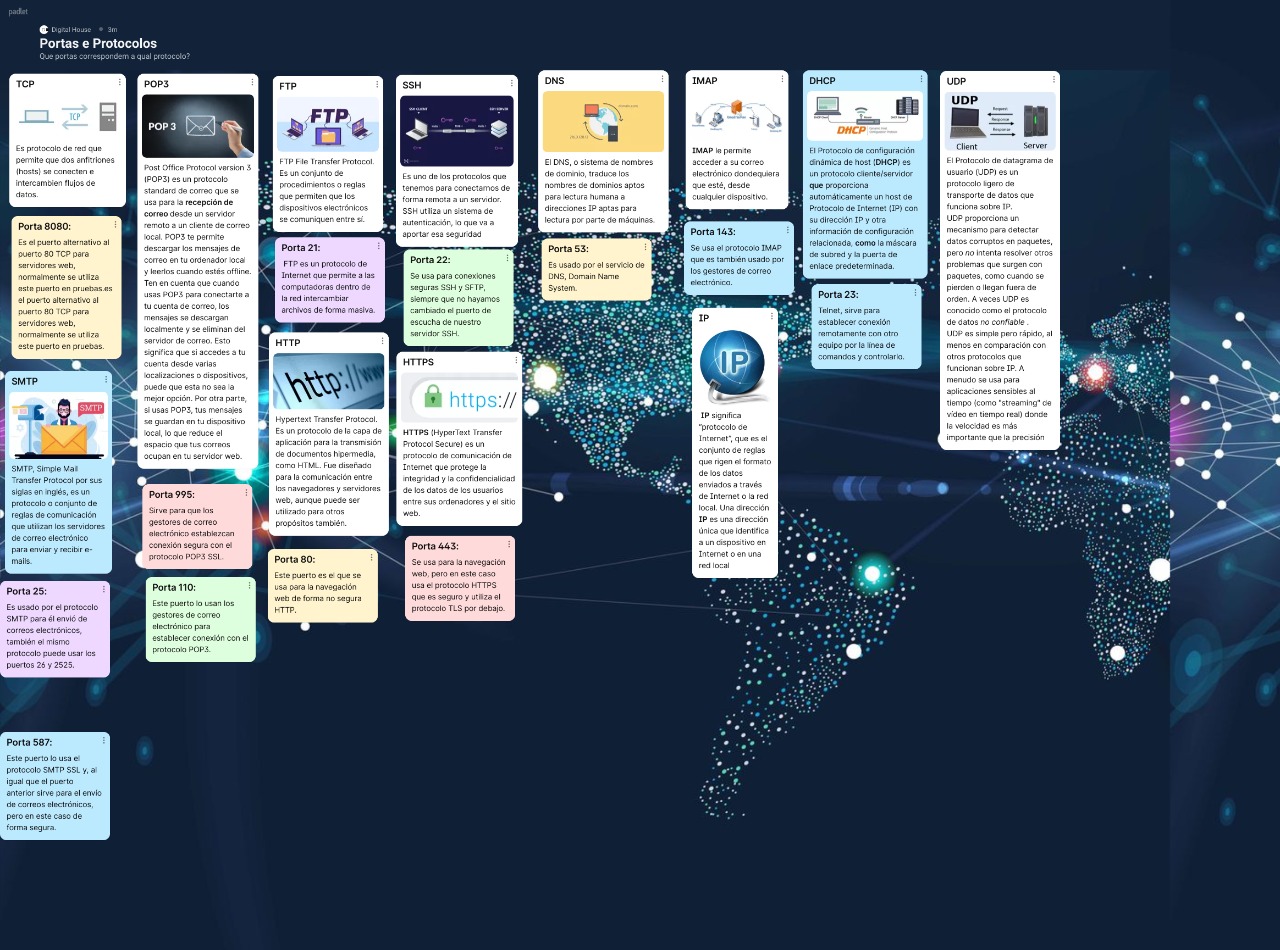 padlet
Digital House • 3m
Portas e Protocolos
Que portas correspondem a qual protocolo?
TCP
TCP
Es protocolo de red que
permite que dos anfitriones
(hosts) se conecten e
intercambien flujos de
datos.
Porta 8080:
Es el puerto alternativo al
puerto 80 TCP para
servidores web,
normalmente se utiliza
este puerto en pruebas.es
el puerto alternativo al
puerto 80 TCP para
servidores web,
normalmente se utiliza
este puerto en pruebas.
SMTP
SMTP
SMTP, Simple Mail
Transfer Protocol por sus
siglas en inglés, es un
protocolo o conjunto de
reglas de comunicación
que utilizan los servidores
de correo electrónico
para enviar y recibir e-
mails.
Porta 25:
Es usado por el protocolo
SMTP para él envió de
correos electrónicos,
también el mismo
protocolo puede usar los
puertos 26 y 2525.
Porta 587:
Este puerto lo usa el
protocolo SMTP SSL y, al
igual que el puerto
anterior sirve para el envío
de correos electrónicos,
pero en este caso de
forma segura.
POP3
POP 3
Post Office Protocol version 3
(POP3) es un protocolo
standard de correo que se
usa para la recepción de
correo desde un servidor
remoto a un cliente de correo
local. POP3 te permite
descargar los mensajes de
correo en tu ordenador local
y leerlos cuando estés offline.
Ten en cuenta que cuando
usas POP3 para conectarte a
tu cuenta de correo, los
mensajes se descargan
localmente y se eliminan del
servidor de correo. Esto
significa que si accedes a tu
cuenta desde varias
localizaciones o dispositivos,
puede que esta no sea la
mejor opción. Por otra parte,
si usas POP3, tus mensajes
se guardan en tu dispositivo
local, lo que reduce el
espacio que tus correos
ocupan en tu servidor web.
Porta 995:
Sirve para que los
gestores de correo
electrónico establezcan
conexión segura con el
protocolo POP3 SSL.
Porta 110:
Este puerto lo usan los
gestores de correo
electrónico para
establecer conexión con el
protocolo POP3.
FTP
FTP
FTP File Transfer Protocol.
Es un conjunto de
procedimientos o reglas
que permiten que los
dispositivos electrónicos
se comuniquen entre sí.
Porta 21:
FTP es un protocolo de
Internet que permite a las
computadoras dentro de
la red intercambiar
archivos de forma masiva.
HTTP
http://www
Hypertext Transfer Protocol.
Es un protocolo de la capa de
aplicación para la transmisión
de documentos hipermedia,
como HTML. Fue diseñado
para la comunicación entre
los navegadores y servidores
web, aunque puede ser
utilizado para otros
propósitos también.
Porta 80:
Este puerto es el que se
usa para la navegación
web de forma no segura
HTTP.
SSH
SSH CLIENT
SSH SERVER
Es uno de los protocolos que
tenemos para conectarnos de
forma remota a un servidor.
SSH utiliza un sistema de
autenticación, lo que va a
aportar esa seguridad
Porta 22:
Se usa para conexiones
seguras SSH y SFTP,
siempre que no hayamos
cambiado el puerto de
escucha de nuestro
servidor SSH.
HTTPS
https://
HTTPS (HyperText Transfer
Protocol Secure) es un
protocolo de comunicación de
Internet que protege la
integridad y la confidencialidad
de los datos de los usuarios
entre sus ordenadores y el sitio
web.
Porta 443:
Se usa para la navegación
web, pero en este caso
usa el protocolo HTTPS
que es seguro y utiliza el
protocolo TLS por debajo.
DNS
El DNS, o sistema de nombres
de dominio, traduce los
nombres de dominios aptos
para lectura humana a
direcciones IP aptas para
lectura por parte de máquinas.
Porta 53:
Es usado por el servicio de
DNS, Domain Name
System.
IMAP
IMAP le permite
acceder a su correo
electrónico dondequiera
que esté, desde
cualquier dispositivo.
Porta 143:
Se usa el protocolo IMAP
que es también usado por
los gestores de correo
electrónico.
IP
IP
IP significa
"protocolo de
Internet", que es el
conjunto de reglas
que rigen el formato
de los datos
enviados a través
de Internet o la red
local. Una dirección
IP es una dirección
única que identifica
a un dispositivo en
Internet o en una
red local
DHCP
DHCP
El Protocolo de configuración
dinámica de host (DHCP) es
un protocolo cliente/servidor
que proporciona
automáticamente un host de
Protocolo de Internet (IP) con
su dirección IP y otra
información de configuración
relacionada, como la máscara
de subred y la puerta de
enlace predeterminada.
Porta 23:
Telnet, sirve para
establecer conexión
remotamente con otro
equipo por la línea de
comandos y controlarlo.
UDP
UDP
Request
Response
Response
Client
Server
El Protocolo de datagrama de
usuario (UDP) es un
protocolo ligero de
transporte de datos que
funciona sobre IP.
UDP proporciona un
mecanismo para detectar
datos corruptos en paquetes,
pero no intenta resolver otros
problemas que surgen con
paquetes, como cuando se
pierden o llegan fuera de
orden. A veces UDP es
conocido como el protocolo
de datos no confiable .
UDP es simple pero rápido, al
menos en comparación con
otros protocolos que
funcionan sobre IP. A
menudo se usa para
aplicaciones sensibles al
tiempo (como "streaming" de
vídeo en tiempo real) donde
la velocidad es más
importante que la precisión